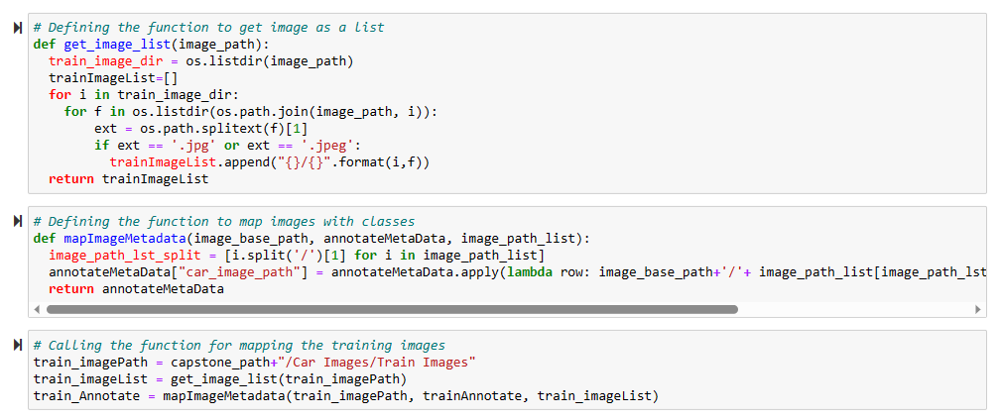 # Defining the function to get image as a list
def get_image_list(image_path):
  train_image_dir = os.listdir(image_path)
  trainImageList=[]
  for i in train_image_dir:
    for f in os.listdir(os.path.join(image_path, i)):
        ext = os.path.splitext(f)[1]
        if ext == '.jpg' or ext == '.jpeg':
          trainImageList.append("{}/{}".format(i,f))
  return trainImageList
# Defining the function to map images with classes
def mapImageMetadata(image_base_path, annotateMetaData, image_path_list):
  image_path_lst_split = [i.split('/')[1] for i in image_path_list]
  annotateMetaData["car_image_path"] = annotateMetaData.apply(lambda row: image_base_path+'/'+ image_path_list[image_path_lst
  return annotateMetaData
# Calling the function for mapping the training images
train_imagePath = capstone_path+"/Car Images/Train Images"
train_imageList = get_image_list(train_imagePath)
train_Annotate = mapImageMetadata(train_imagePath, trainAnnotate, train_imageList)